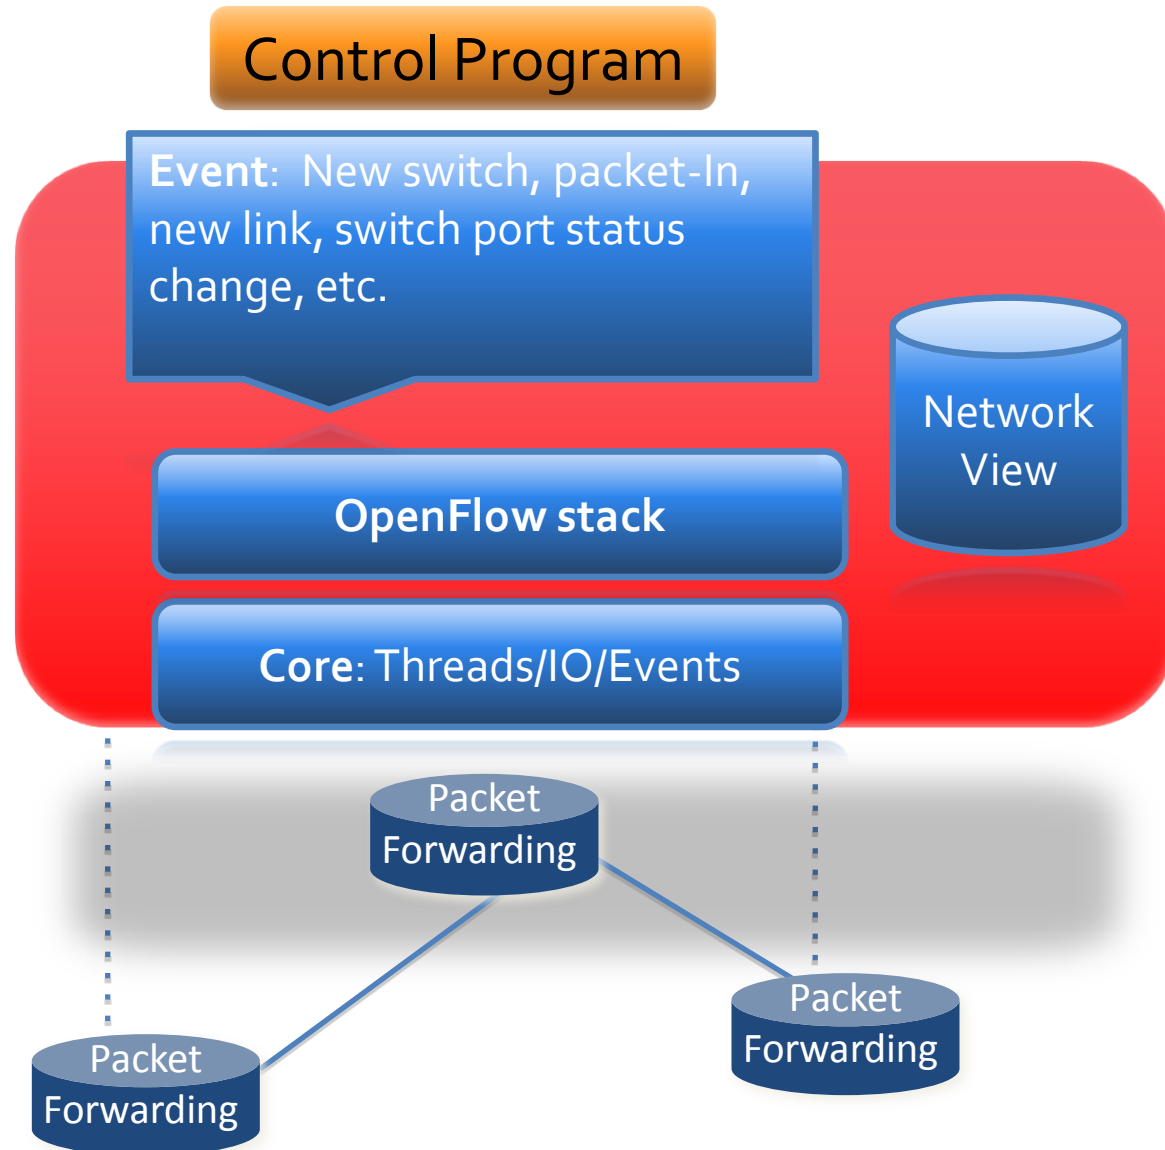 Control Program
Event:  New switch, packet-In,
new link, switch port status
change, etc.
Network
View
OpenFlow stack
Core: Threads/IO/Events
Packet
Forwarding
Packet
Forwarding
Packet
Forwarding